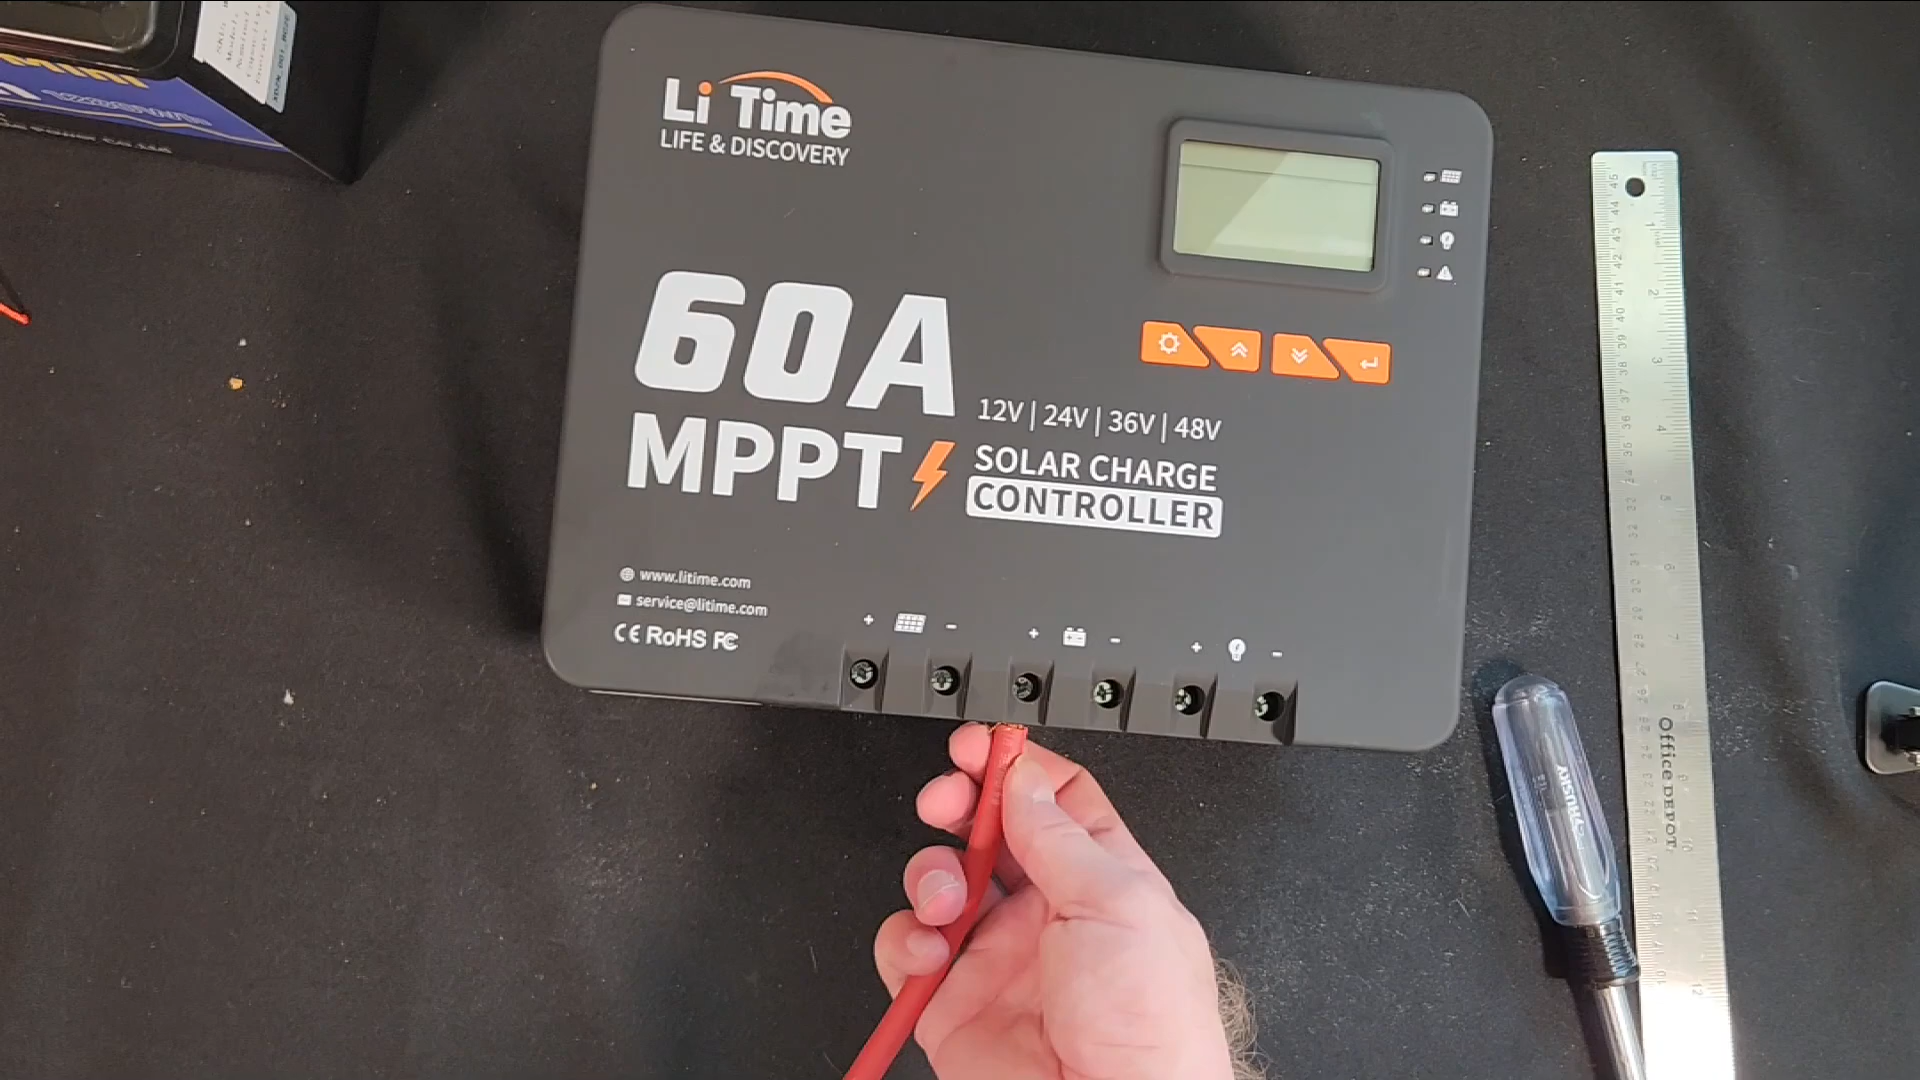 Li Time
LIFE & DISCOVERY
60A
12V | 24V | 36V | 48V
MPPT
SOLAR CHARGE
CONTROLLER
www.litime.com
service@litime.com
CE RoHS FC
+ -
+ -
+ -
HUSKY
Office DEPOT